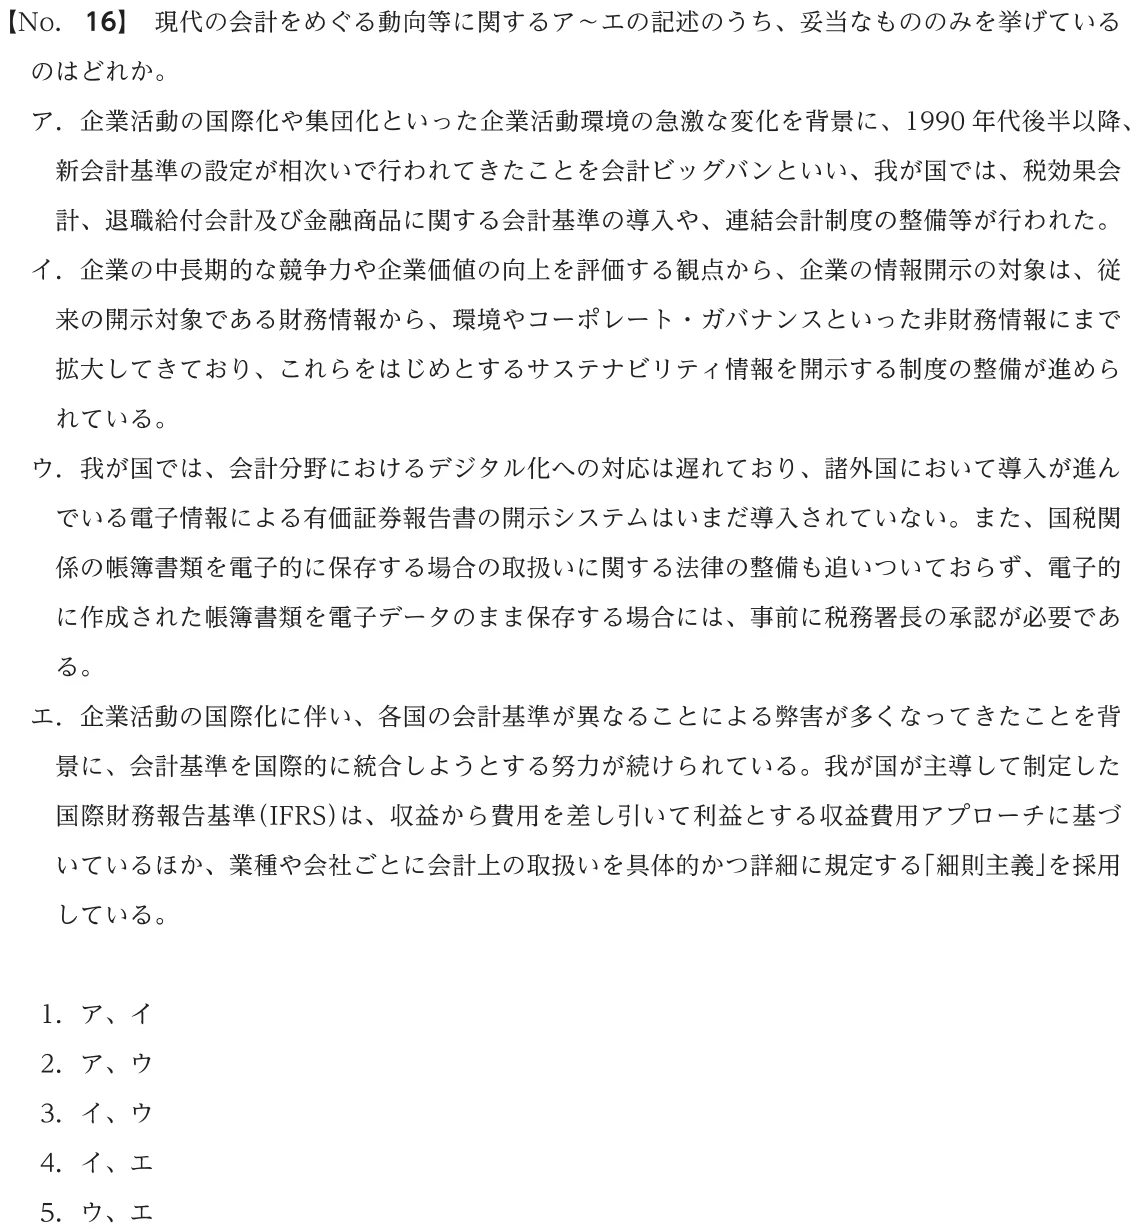 【No. 16】 現代の会計をめぐる動向等に関するア～エの記述のうち、妥当なもののみを挙げている
のはどれか。
ア．企業活動の国際化や集団化といった企業活動環境の急激な変化を背景に、1990年代後半以降、
新会計基準の設定が相次いで行われてきたことを会計ビッグバンといい、我が国では、税効果会
計、退職給付会計及び金融商品に関する会計基準の導入や、連結会計制度の整備等が行われた。
イ．企業の中長期的な競争力や企業価値の向上を評価する観点から、企業の情報開示の対象は、従
来の開示対象である財務情報から、環境やコーポレート・ガバナンスといった非財務情報にまで
拡大してきており、これらをはじめとするサステナビリティ情報を開示する制度の整備が進めら
れている。
ウ．我が国では、会計分野におけるデジタル化への対応は遅れており、諸外国において導入が進ん
でいる電子情報による有価証券報告書の開示システムはいまだ導入されていない。また、国税関
係の帳簿書類を電子的に保存する場合の取扱いに関する法律の整備も追いついておらず、電子的
に作成された帳簿書類を電子データのまま保存する場合には、事前に税務署長の承認が必要であ
る。
エ．企業活動の国際化に伴い、各国の会計基準が異なることによる弊害が多くなってきたことを背
景に、会計基準を国際的に統合しようとする努力が続けられている。我が国が主導して制定した
国際財務報告基準(IFRS)は、収益から費用を差し引いて利益とする収益費用アプローチに基づ
いているほか、業種や会社ごとに会計上の取扱いを具体的かつ詳細に規定する「細則主義」を採用
している。
1．ア、イ
2．ア、ウ
3．イ、ウ
4．イ、エ
5．ウ、エ